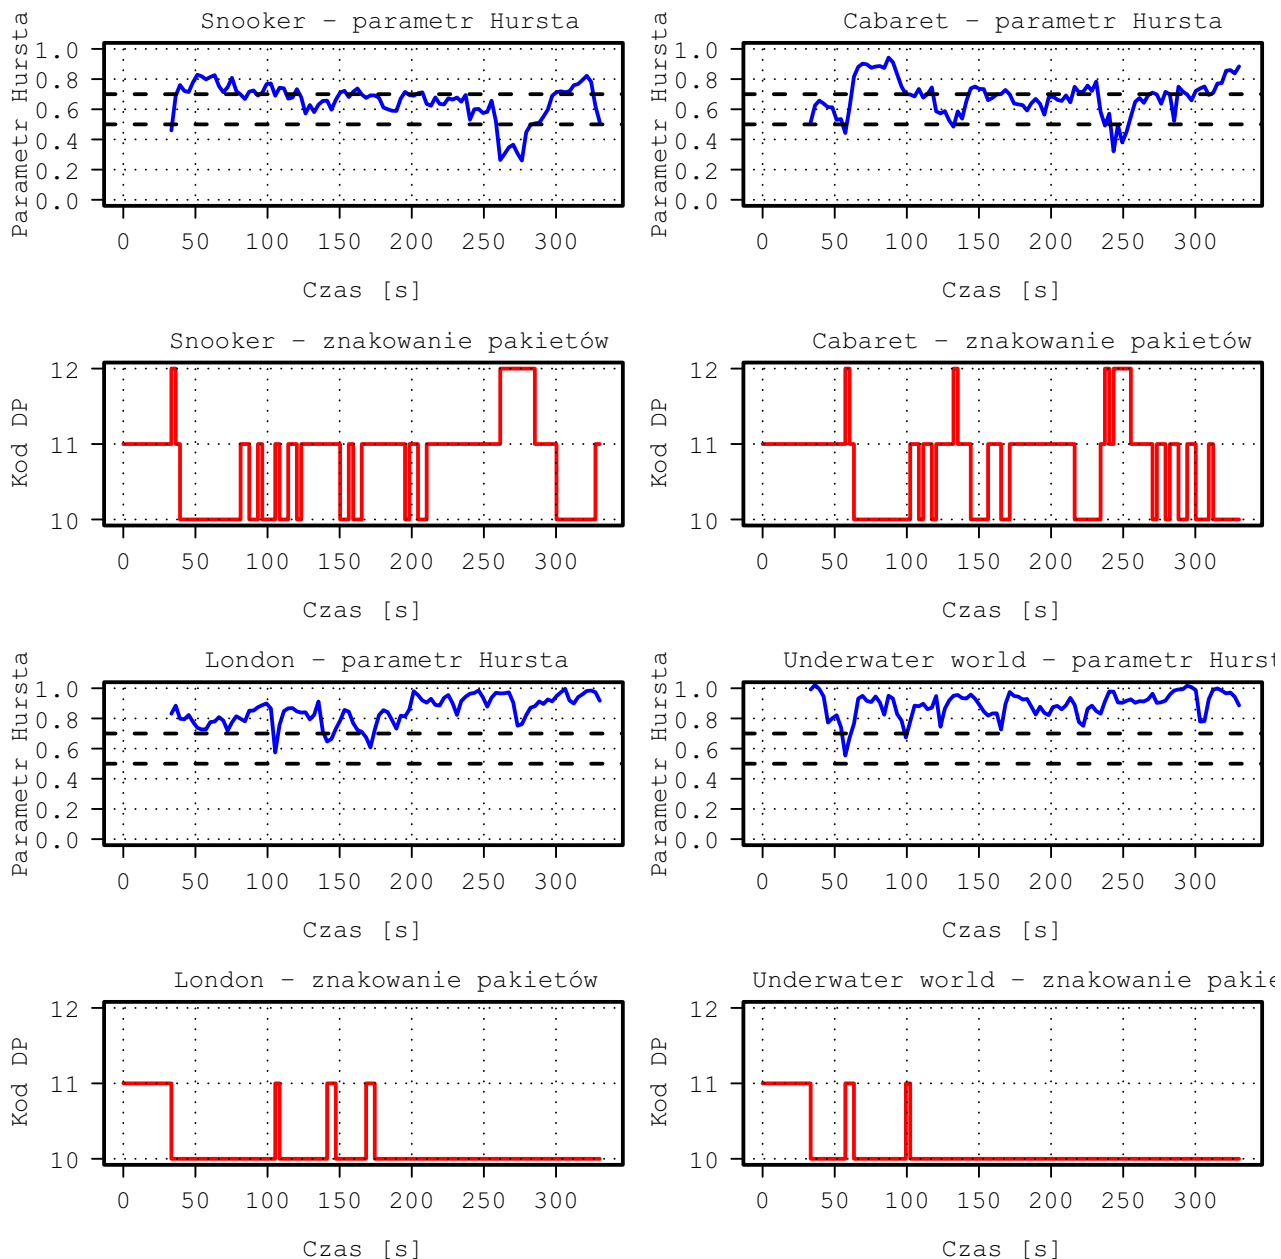 Snooker − parametr Hursta
Parametr Hursta
1.0
0.8
0.6
0.4
0.2
0.0
0 50 100 150 200 250 300
Czas [s]
Cabaret − parametr Hursta
Parametr Hursta
1.0
0.8
0.6
0.4
0.2
0.0
0 50 100 150 200 250 300
Czas [s]
Snooker − znakowanie pakietów
Kod DP
12
11
10
0 50 100 150 200 250 300
Czas [s]
Cabaret − znakowanie pakietów
Kod DP
12
11
10
0 50 100 150 200 250 300
Czas [s]
London − parametr Hursta
Parametr Hursta
1.0
0.8
0.6
0.4
0.2
0.0
0 50 100 150 200 250 300
Czas [s]
Underwater world − parametr Hurst
Parametr Hursta
1.0
0.8
0.6
0.4
0.2
0.0
0 50 100 150 200 250 300
Czas [s]
London − znakowanie pakietów
Kod DP
12
11
10
0 50 100 150 200 250 300
Czas [s]
Underwater world − znakowanie pakie
Kod DP
12
11
10
0 50 100 150 200 250 300
Czas [s]